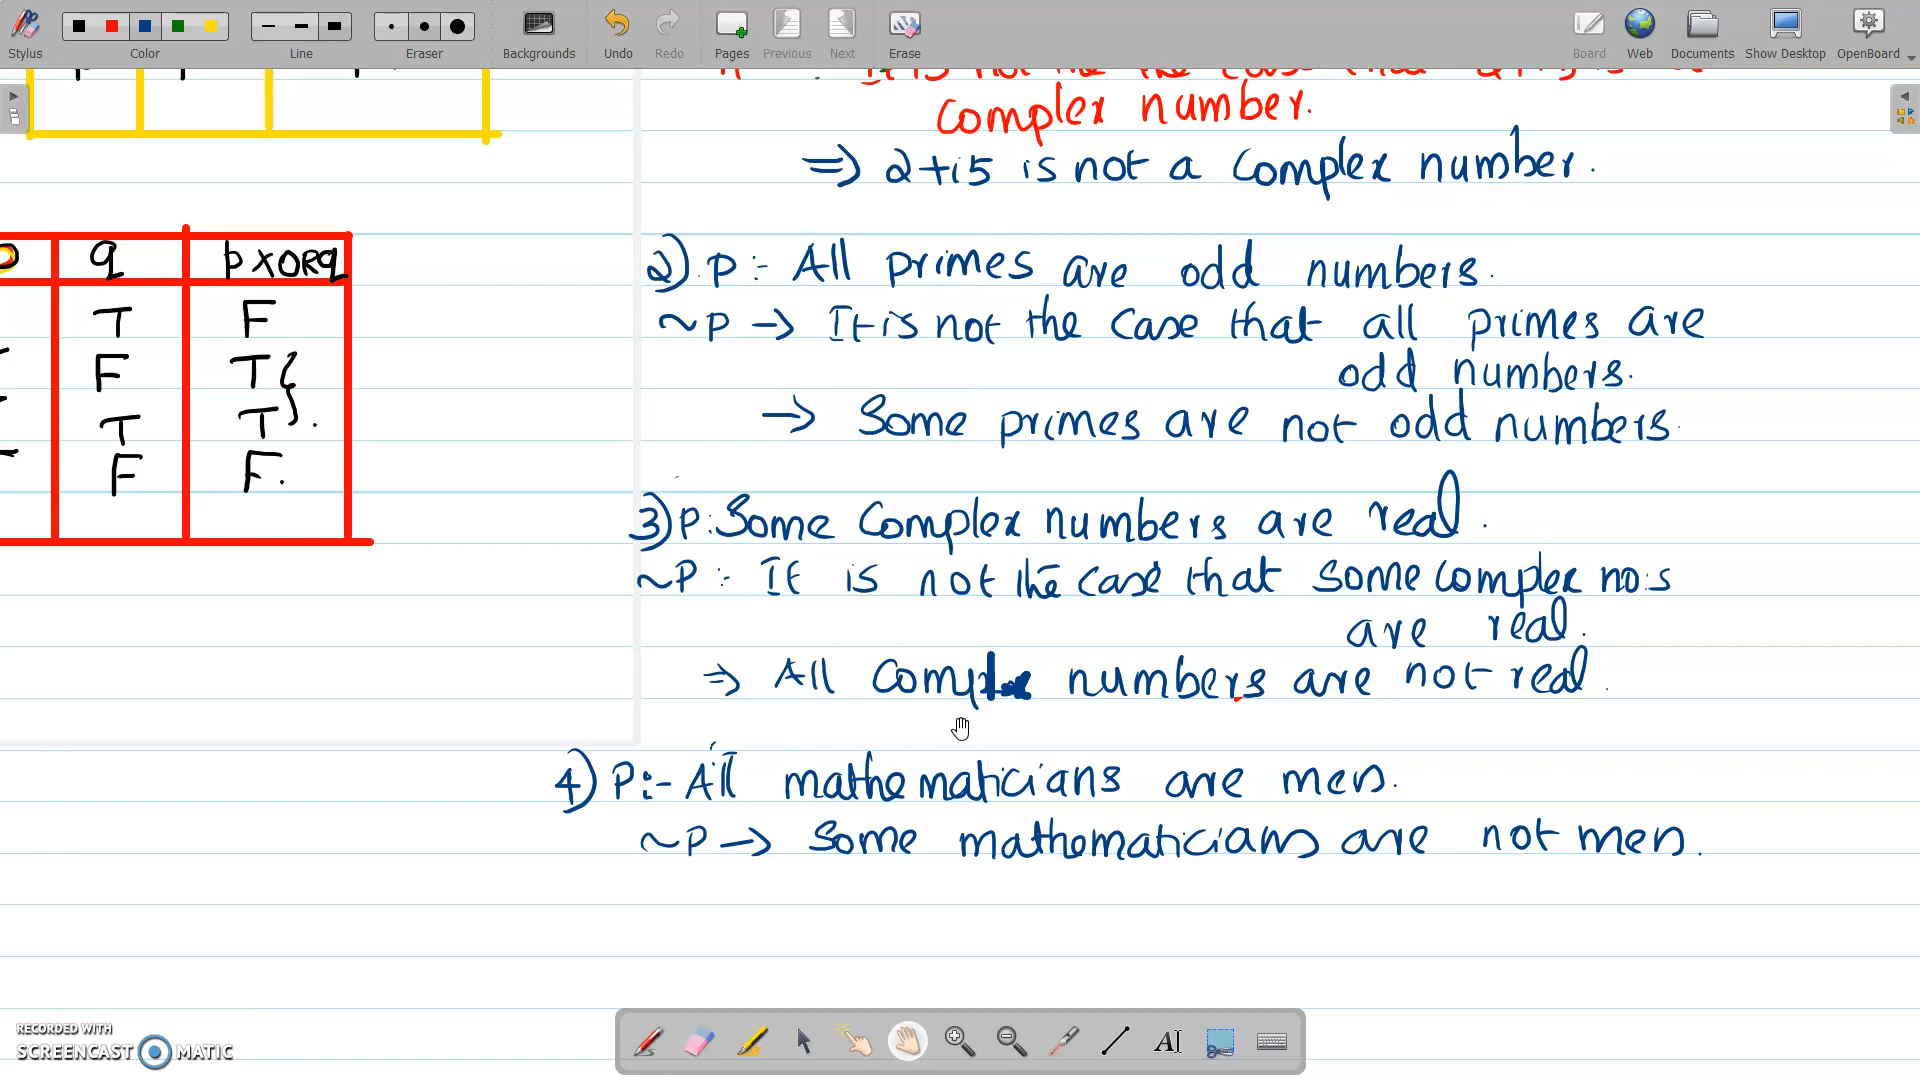 Stylus
Color
Line
Eraser
Backgrounds
Undo
Redo
Pages
Previous
Next
Erase
Board
Web
Documents
Show Desktop
OpenBoard
complex number.
=> 2+i5 is not a complex number.
q p XORq
T F
F T
T T
F F.
2) P :- All primes are odd numbers.
~P → It is not the case that all primes are
odd numbers.
→ Some primes are not odd numbers.
3) P : Some Complex numbers are real.
~P :- It is not the case that some complex no:s
are real.
⇒ All numbers are not real.
4) P :- All mathematicians are men.
~P → Some mathematicians are not men.
RECORDED WITH
SCREENCAST MATIC